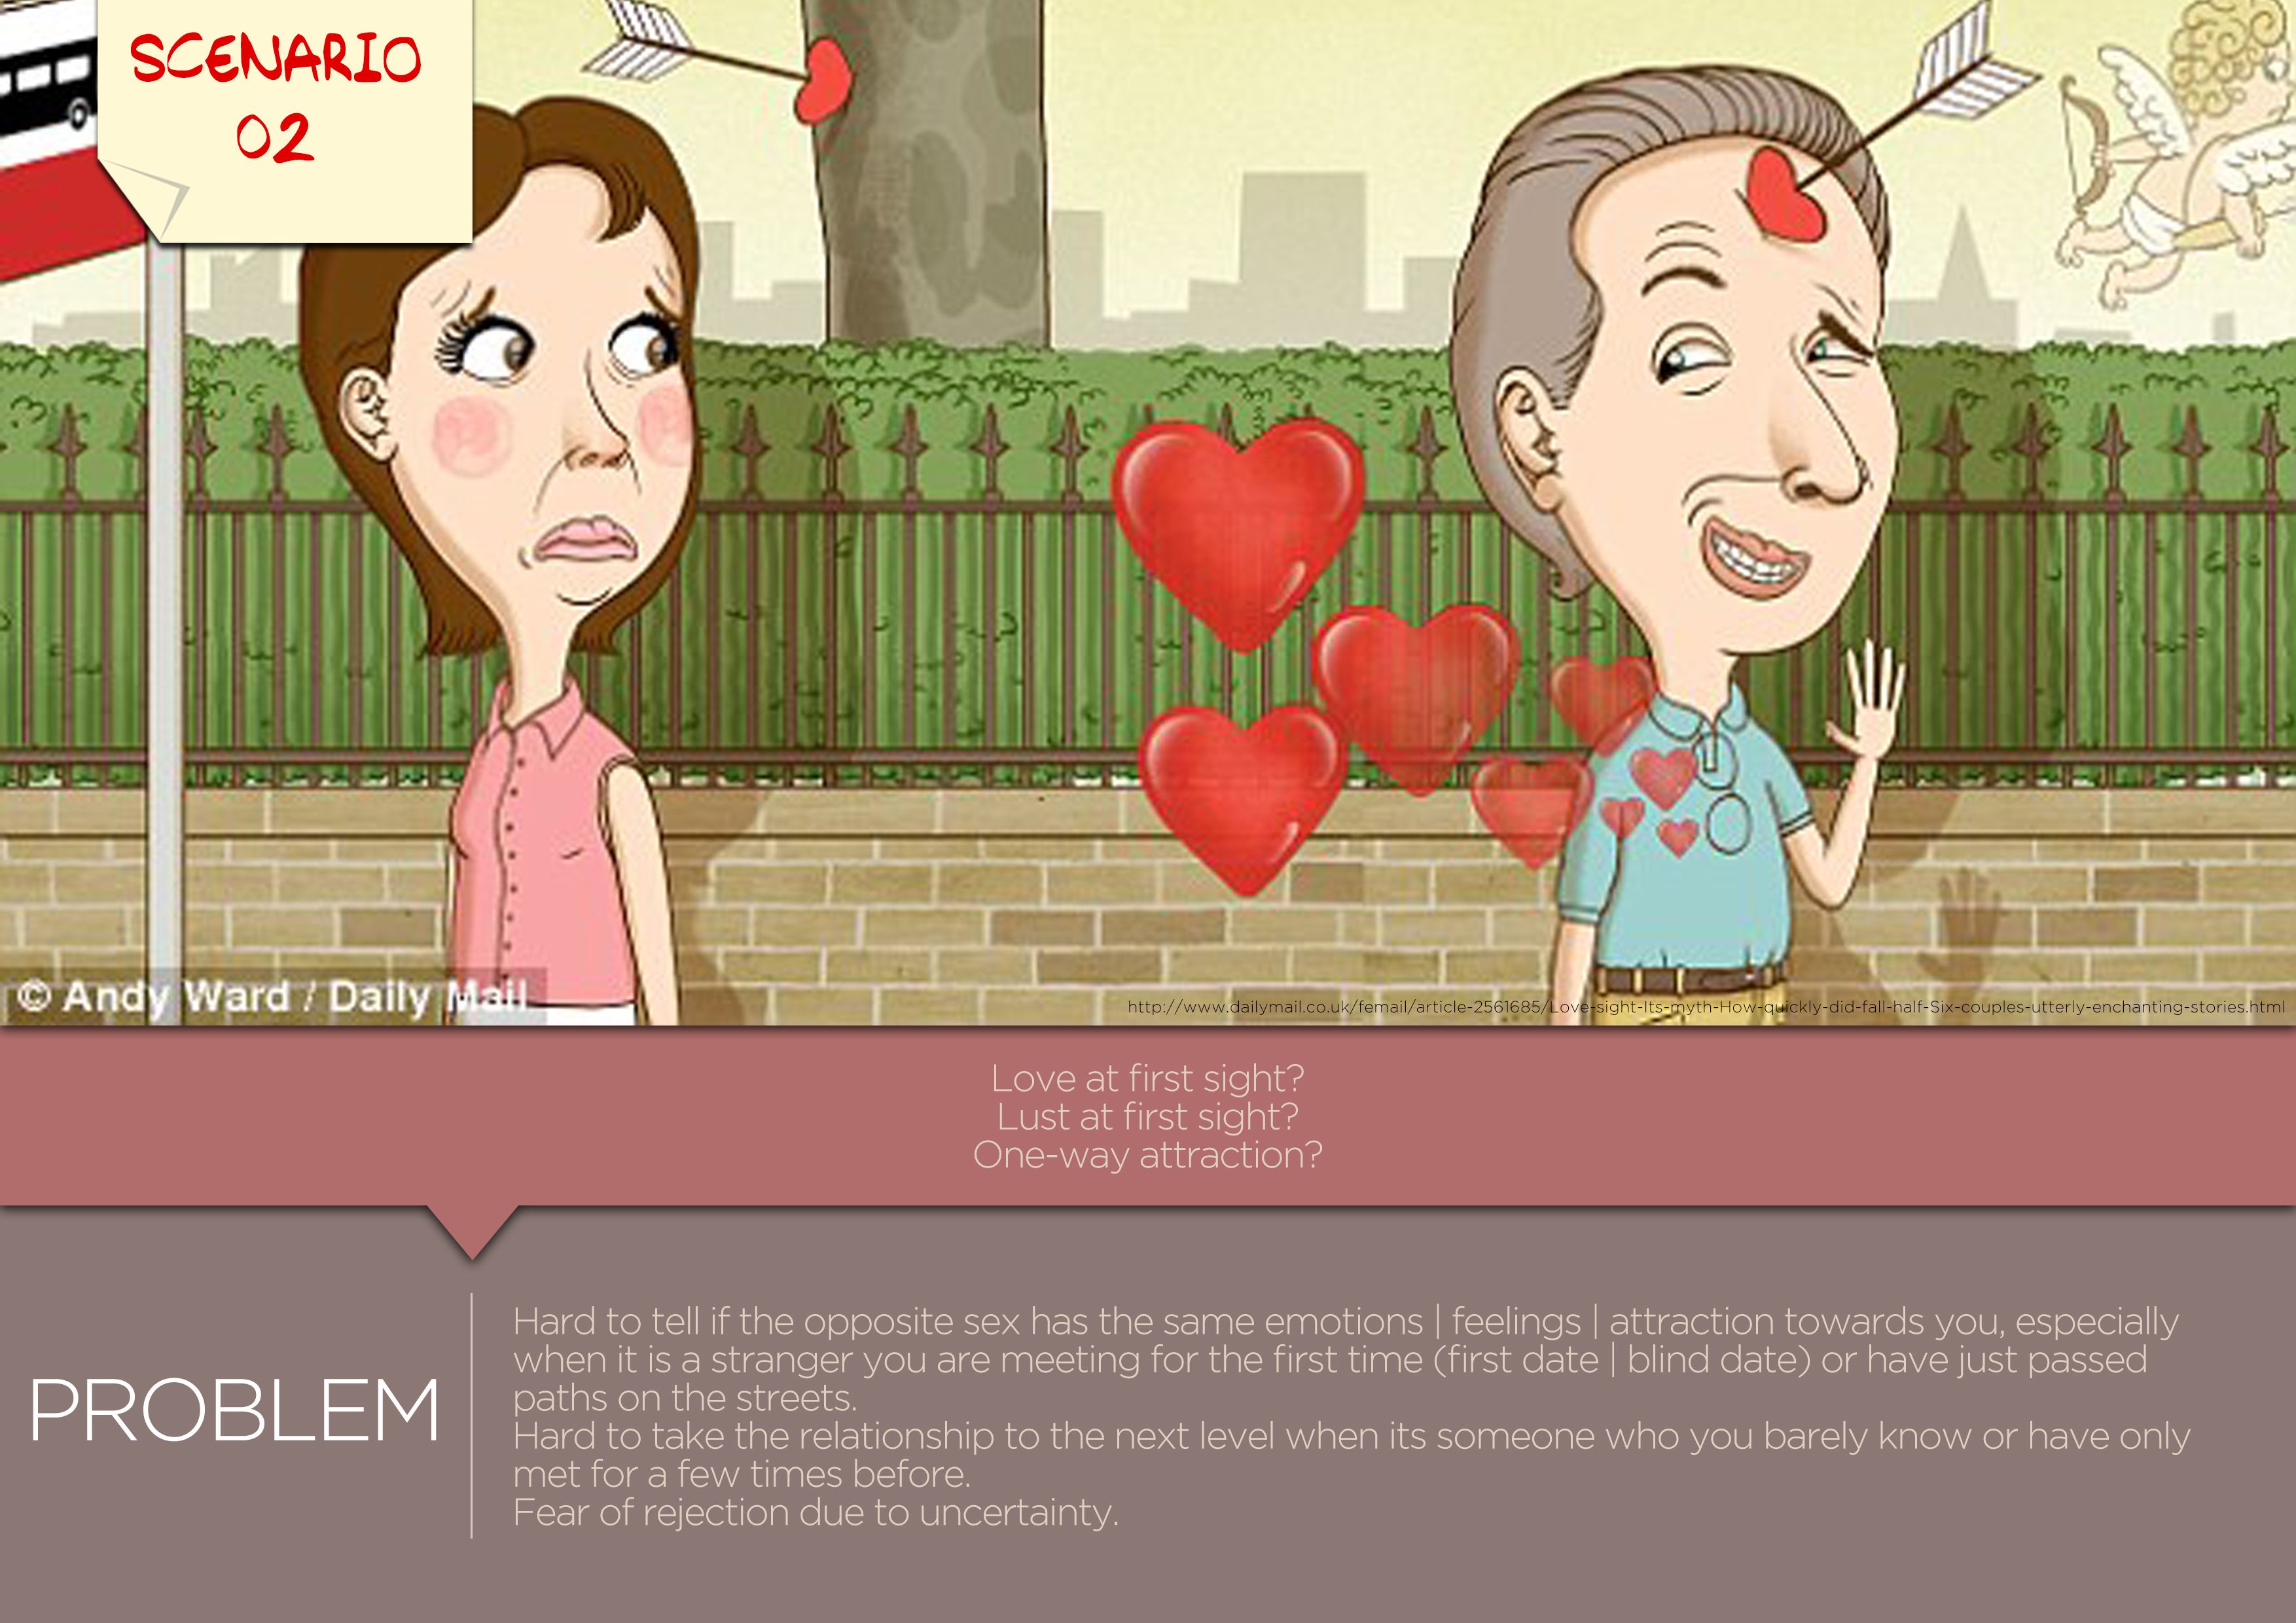 SCENARIO
02
© Andy Ward / Daily Mail
http://www.dailymail.co.uk/femail/article-2561685/Love-sight-Its-myth-How-quickly-did-fall-half-Six-couples-utterly-enchanting-stories.html
Love at first sight?
Lust at first sight?
One-way attraction?
PROBLEM
Hard to tell if the opposite sex has the same emotions | feelings | attraction towards you, especially
when it is a stranger you are meeting for the first time (first date | blind date) or have just passed
paths on the streets.
Hard to take the relationship to the next level when its someone who you barely know or have only
met for a few times before.
Fear of rejection due to uncertainty.